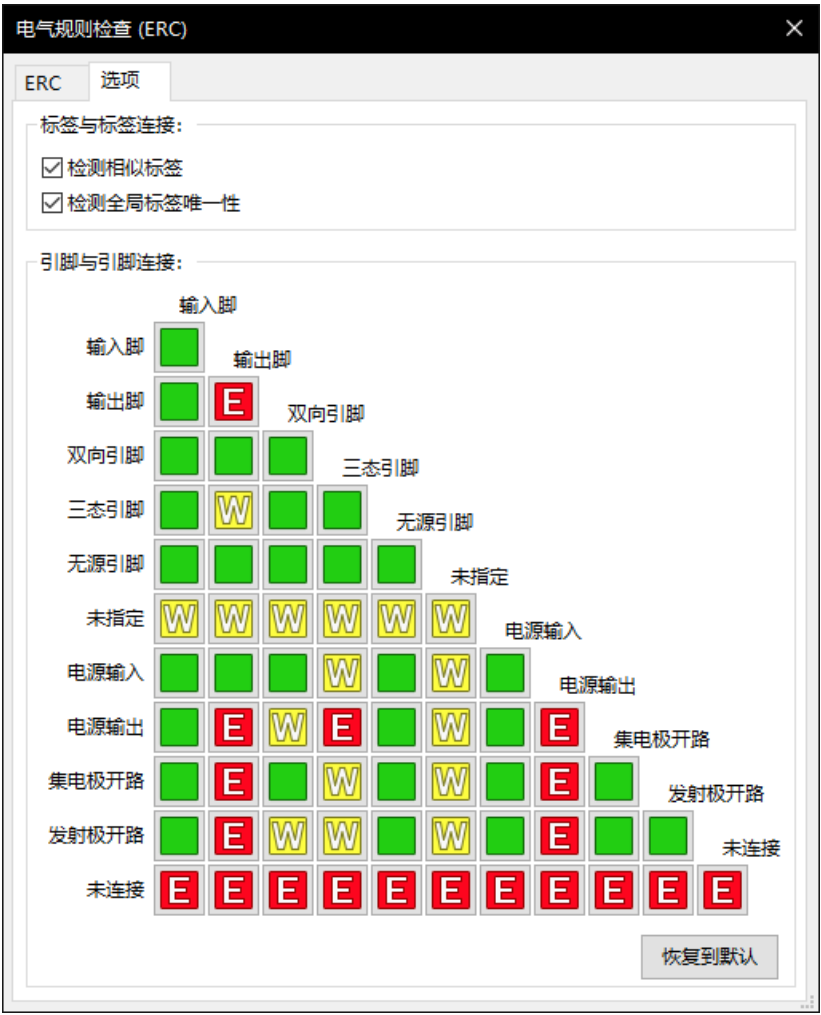 电气规则检查 (ERC)
ERC 选项
标签与标签连接:
检测相似标签
检测全局标签唯一性
引脚与引脚连接:
输入脚
输入脚
输出脚
输出脚 E
双向引脚
双向引脚
三态引脚
三态引脚 W
无源引脚
无源引脚
未指定
未指定 W W W W W W
电源输入
电源输入 W W
电源输出
电源输出 E W E W E
集电极开路
集电极开路 E W W E
发射极开路
发射极开路 E W W W E
未连接
未连接 E E E E E E E E E E E
恢复到默认